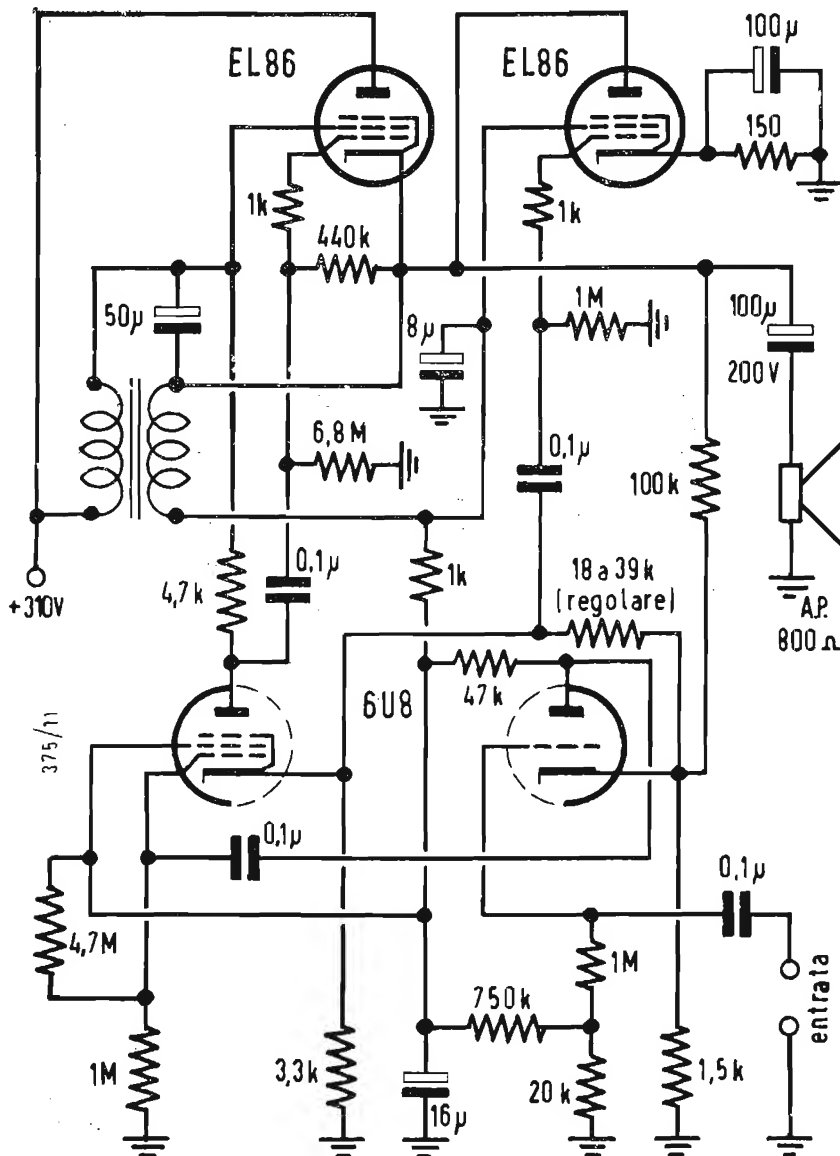 100μ
EL86
EL86
150
1k
1k
440k
1M
50μ
8μ
100μ
200V
6,8M
0,1μ
100k
0,1μ
4,7k
1k
18 a 39k
(regolare)
+310V
A.P.
800Ω
47k
6U8
375/11
0,1μ
0,1μ
4,7M
1M
750k
entrata
1M
3,3k
16μ
20k
1,5k